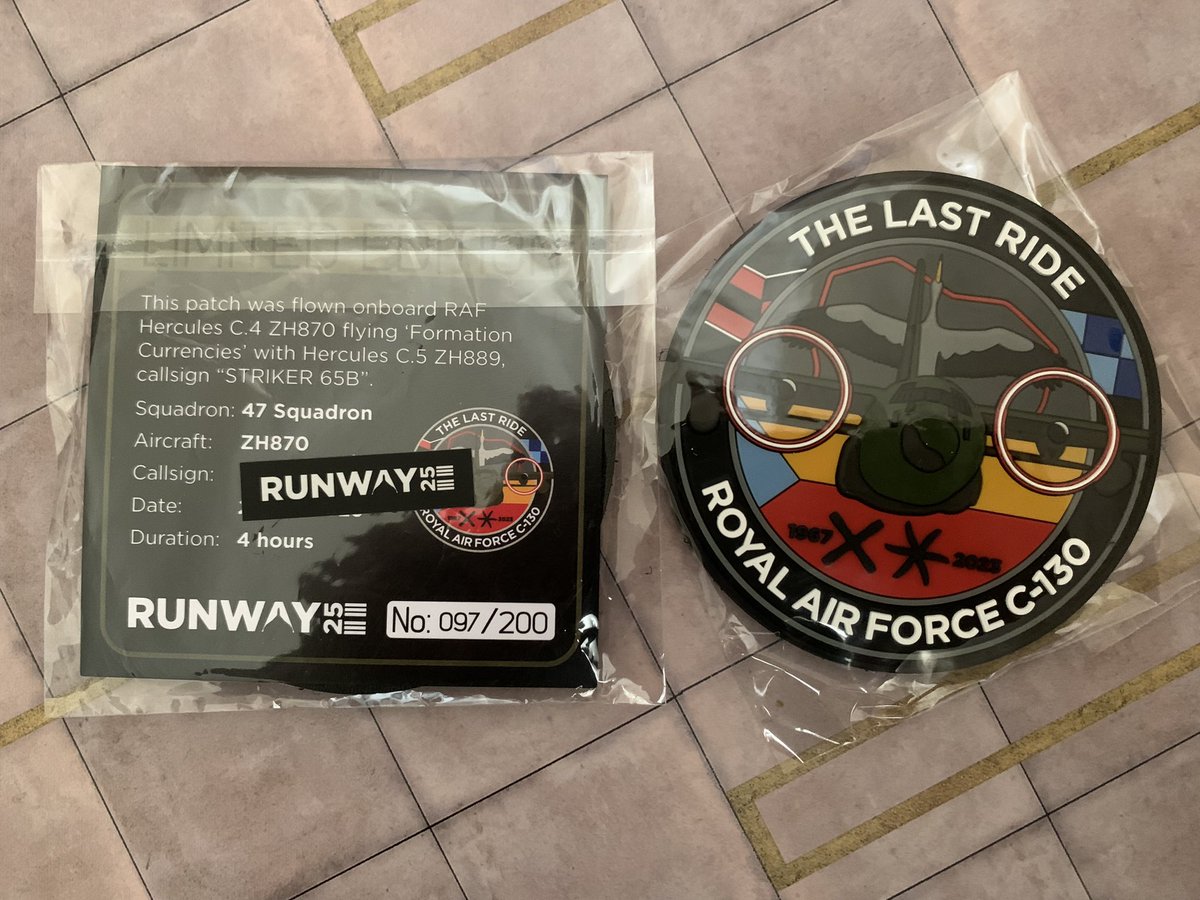 LIMITED EDITION
This patch was flown onboard RAF
Hercules C.4 ZH870 flying ‘Formation
Currencies’ with Hercules C.5 ZH889,
callsign “STRIKER 65B”.
Squadron: 47 Squadron
Aircraft: ZH870
Callsign:
Date:
Duration: 4 hours
RUNWAY 25
THE LAST RIDE
ROYAL AIR FORCE C-130
RUNWAY 25
No: 097/200
THE LAST RIDE
1967 2023
ROYAL AIR FORCE C-130